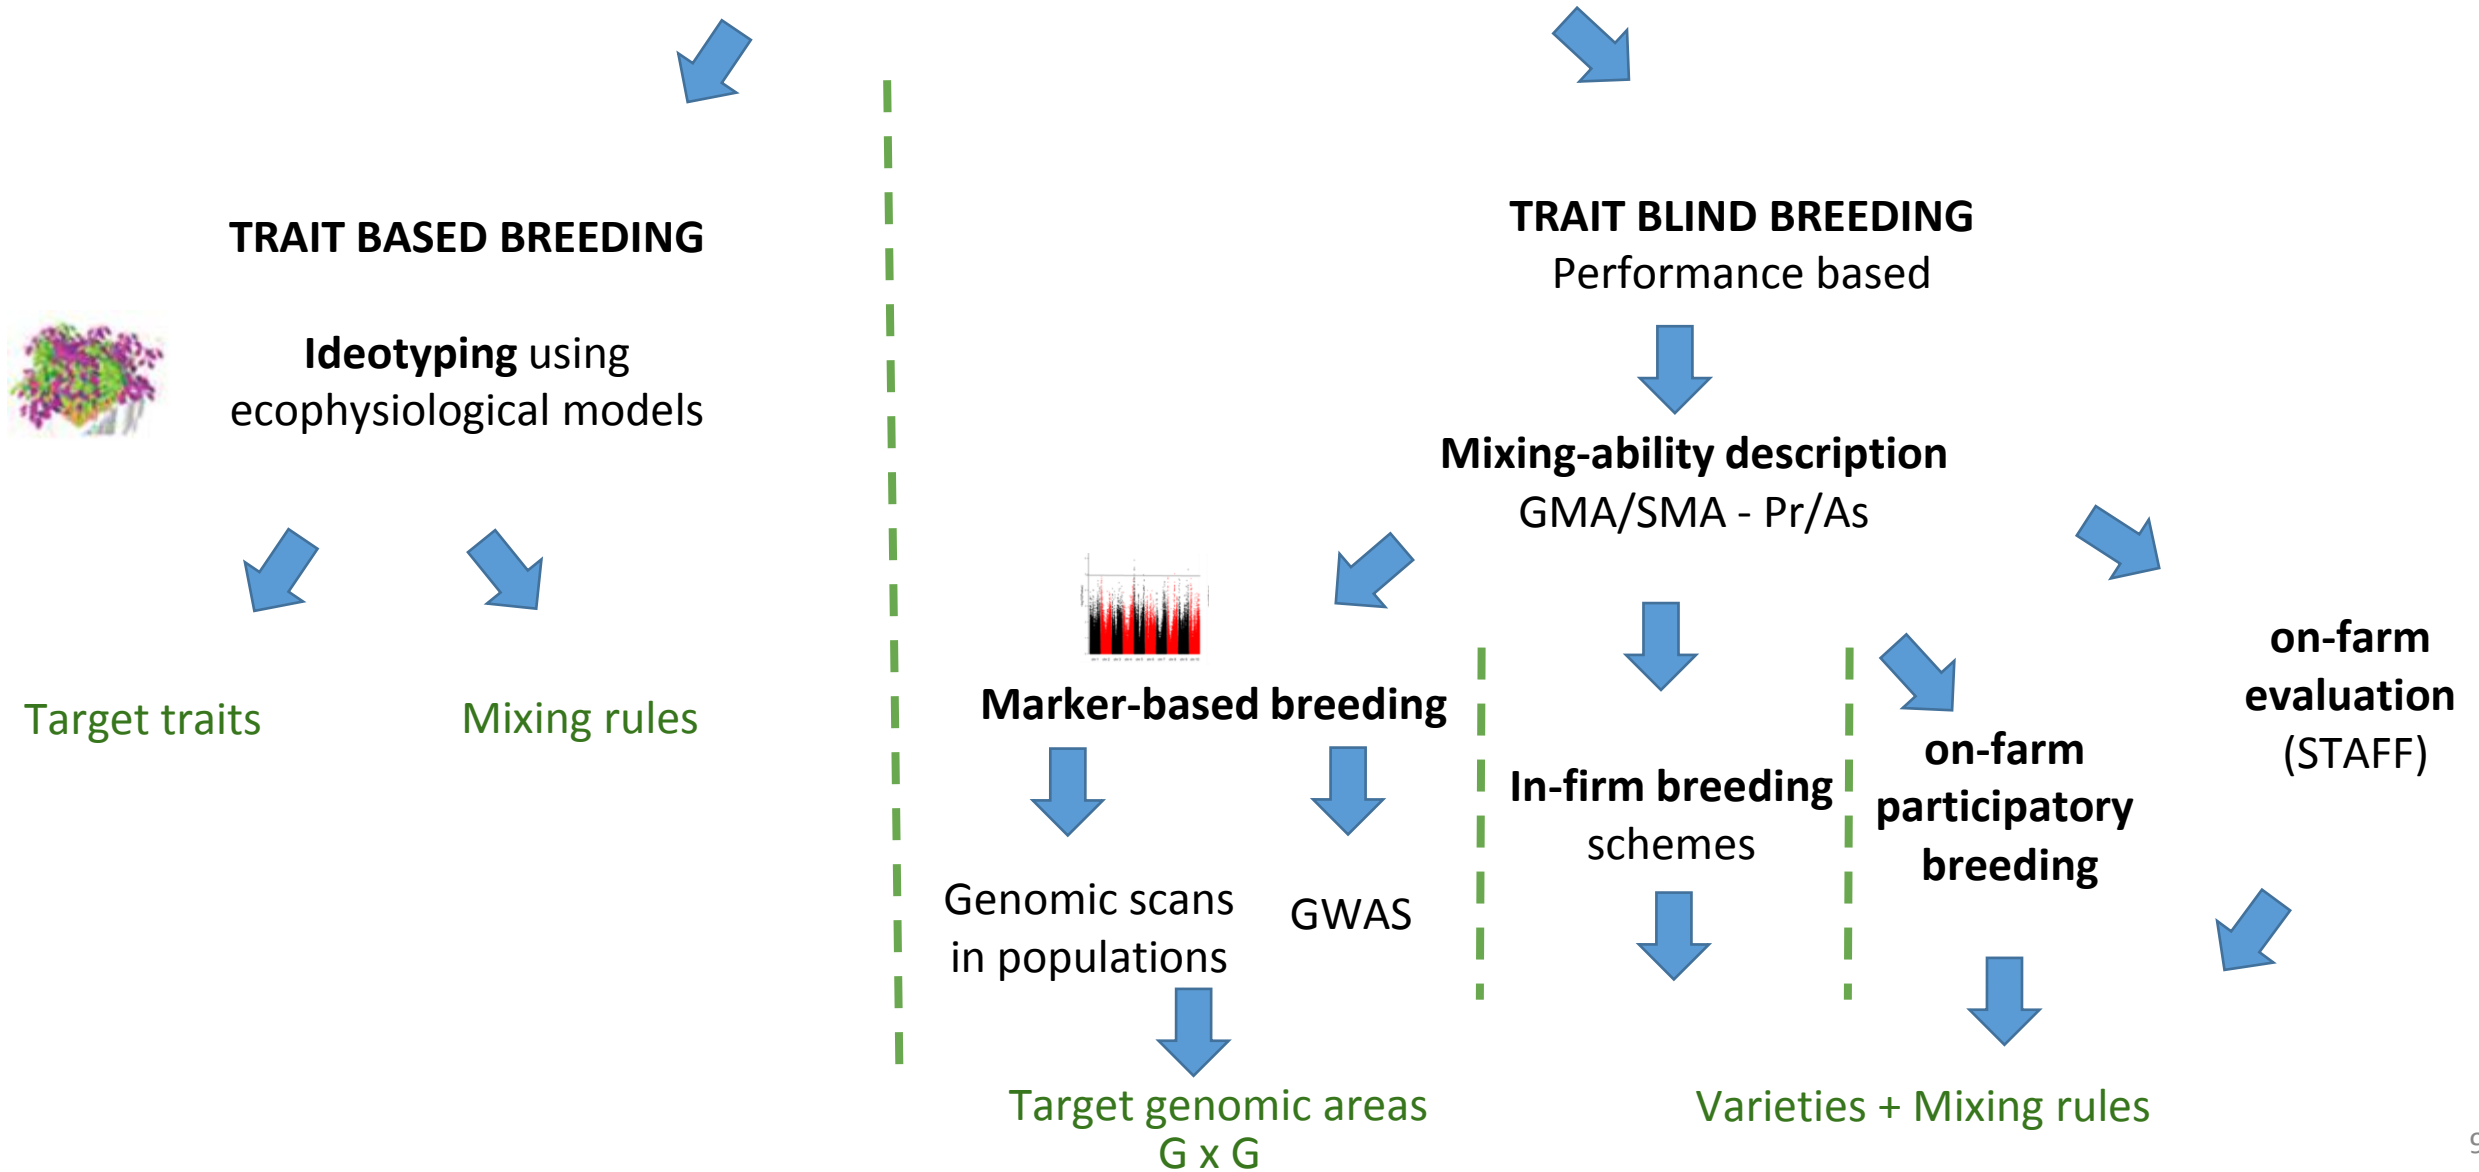 TRAIT BASED BREEDING
Ideotyping using
ecophysiological models
Target traits
Mixing rules
TRAIT BLIND BREEDING
Performance based
Mixing-ability description
GMA/SMA - Pr/As
Marker-based breeding
Genomic scans
in populations
GWAS
Target genomic areas
G x G
In-firm breeding
schemes
on-farm
participatory
breeding
on-farm
evaluation
(STAFF)
Varieties + Mixing rules